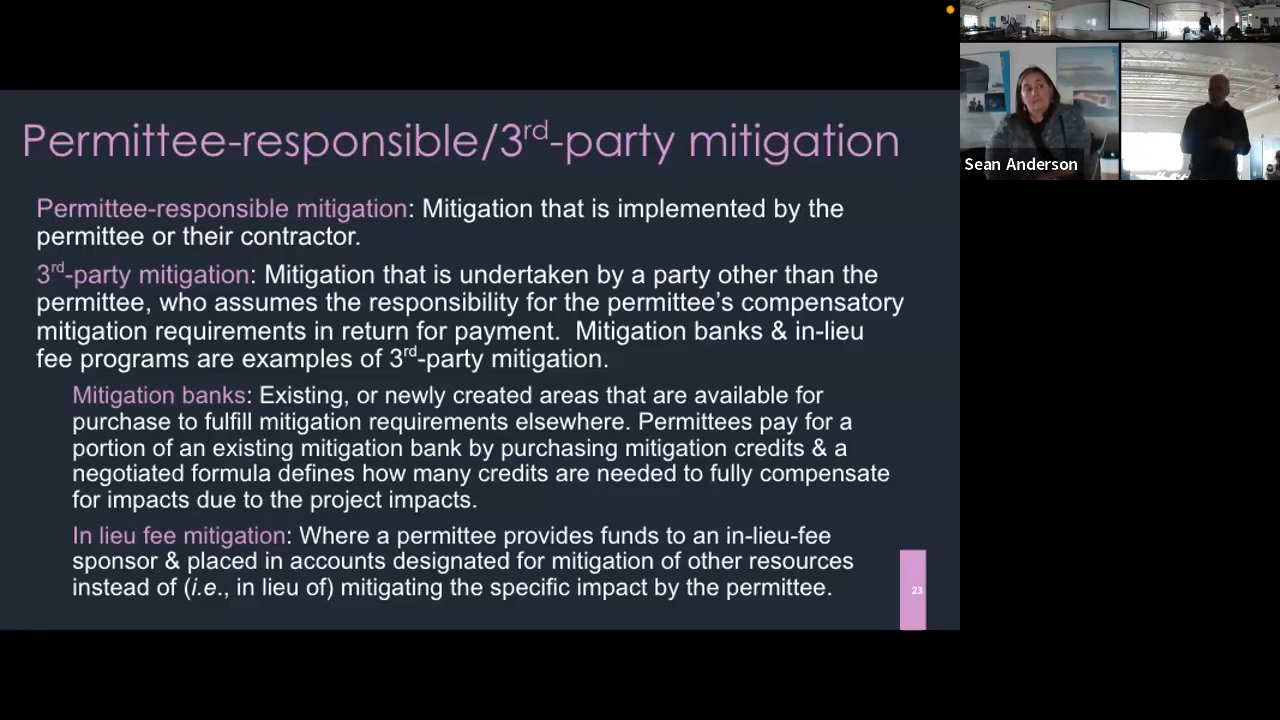 Permittee-responsible/3rd-party mitigation
Permittee-responsible mitigation: Mitigation that is implemented by the
permittee or their contractor.
3rd-party mitigation: Mitigation that is undertaken by a party other than the
permittee, who assumes the responsibility for the permittee’s compensatory
mitigation requirements in return for payment.  Mitigation banks & in-lieu
fee programs are examples of 3rd-party mitigation.
Mitigation banks: Existing, or newly created areas that are available for
purchase to fulfill mitigation requirements elsewhere. Permittees pay for a
portion of an existing mitigation bank by purchasing mitigation credits & a
negotiated formula defines how many credits are needed to fully compensate
for impacts due to the project impacts.
In lieu fee mitigation: Where a permittee provides funds to an in-lieu-fee
sponsor & placed in accounts designated for mitigation of other resources
instead of (i.e., in lieu of) mitigating the specific impact by the permittee.
23
Sean Anderson